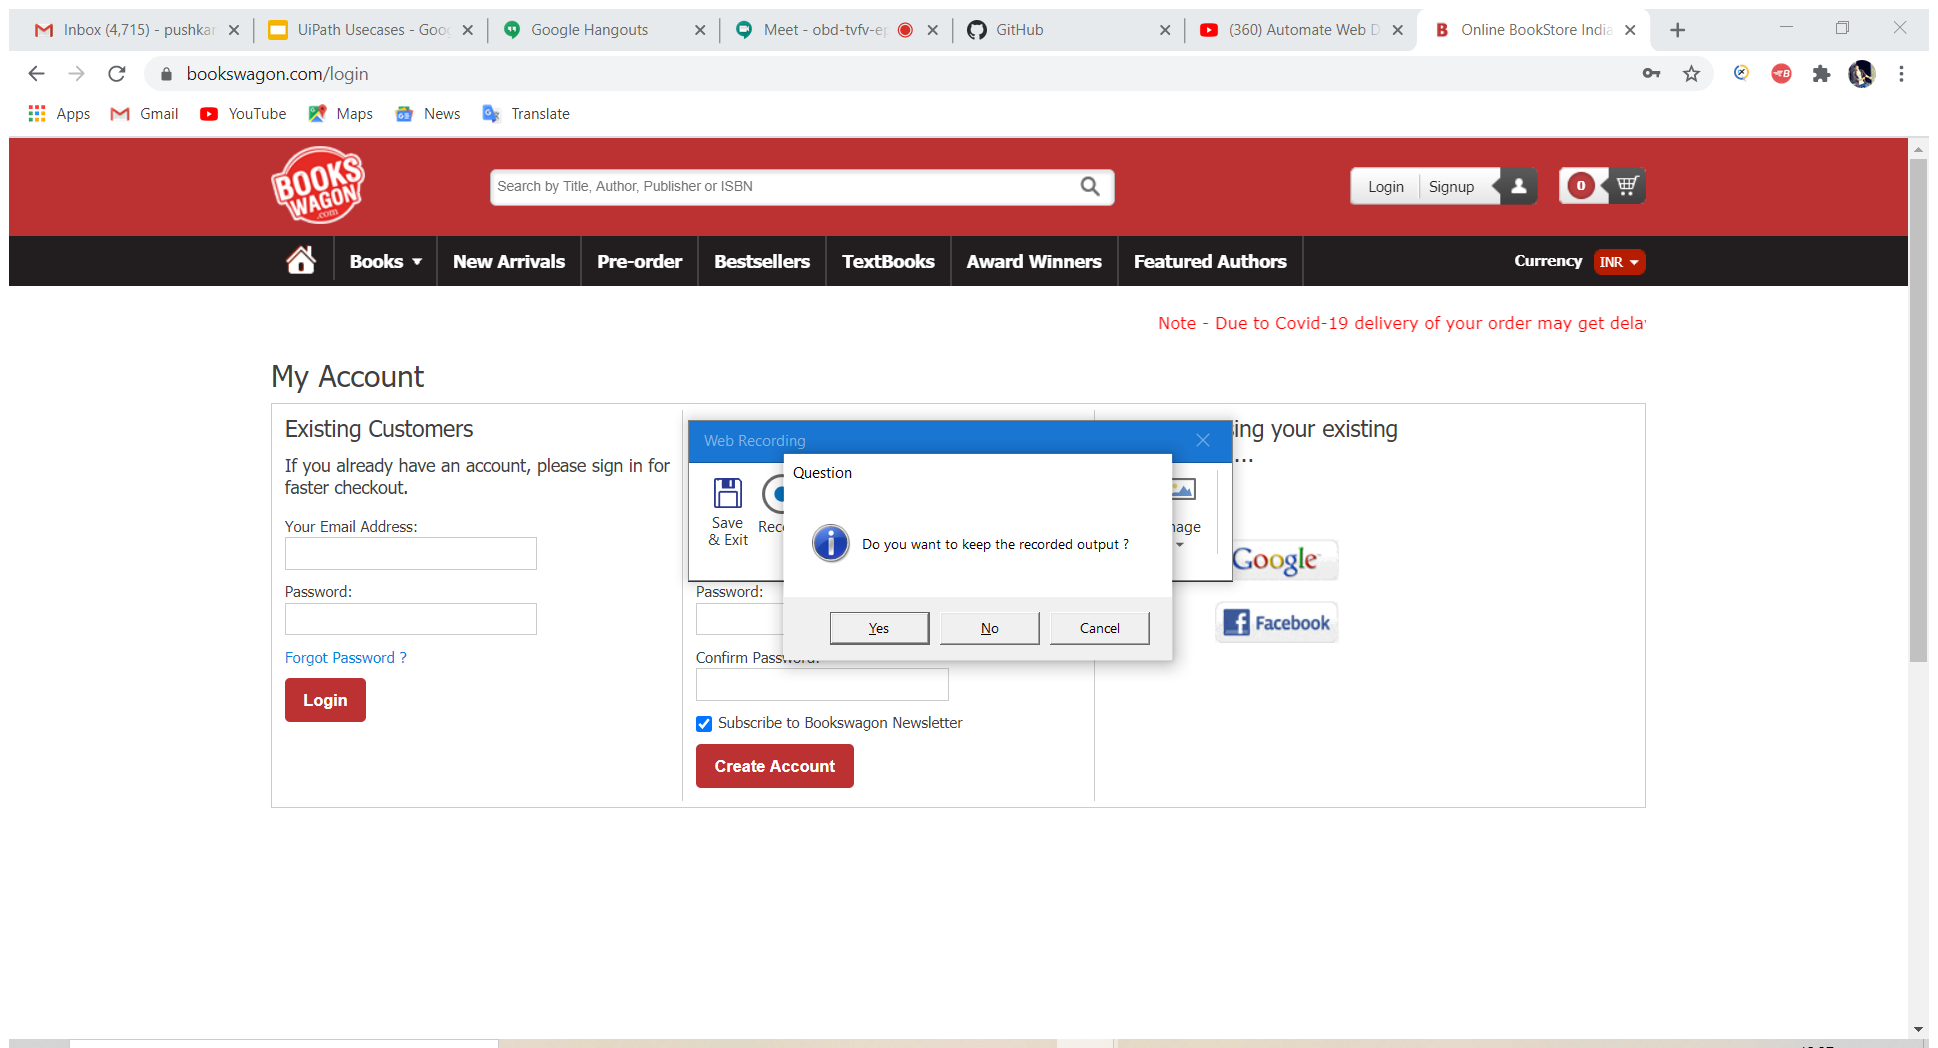 Inbox (4,715) - pushkar
UiPath Usecases - Goog
Google Hangouts
Meet - obd-tvfv-ep
GitHub
(360) Automate Web D
Online BookStore India
bookswagon.com/login
Apps
Gmail
YouTube
Maps
News
Translate
BOOKS
WAGON
.com
Search by Title, Author, Publisher or ISBN
Login
Signup
0
Books
New Arrivals
Pre-order
Bestsellers
TextBooks
Award Winners
Featured Authors
Currency
INR
Note - Due to Covid-19 delivery of your order may get dela
My Account
Existing Customers
If you already have an account, please sign in for
faster checkout.
Your Email Address:
Password:
Forgot Password ?
Login
Web Recording
Save
& Exit
Question
Do you want to keep the recorded output ?
Yes
No
Cancel
Password:
Confirm Password:
Subscribe to Bookswagon Newsletter
Create Account
your existing
...
Google
Facebook